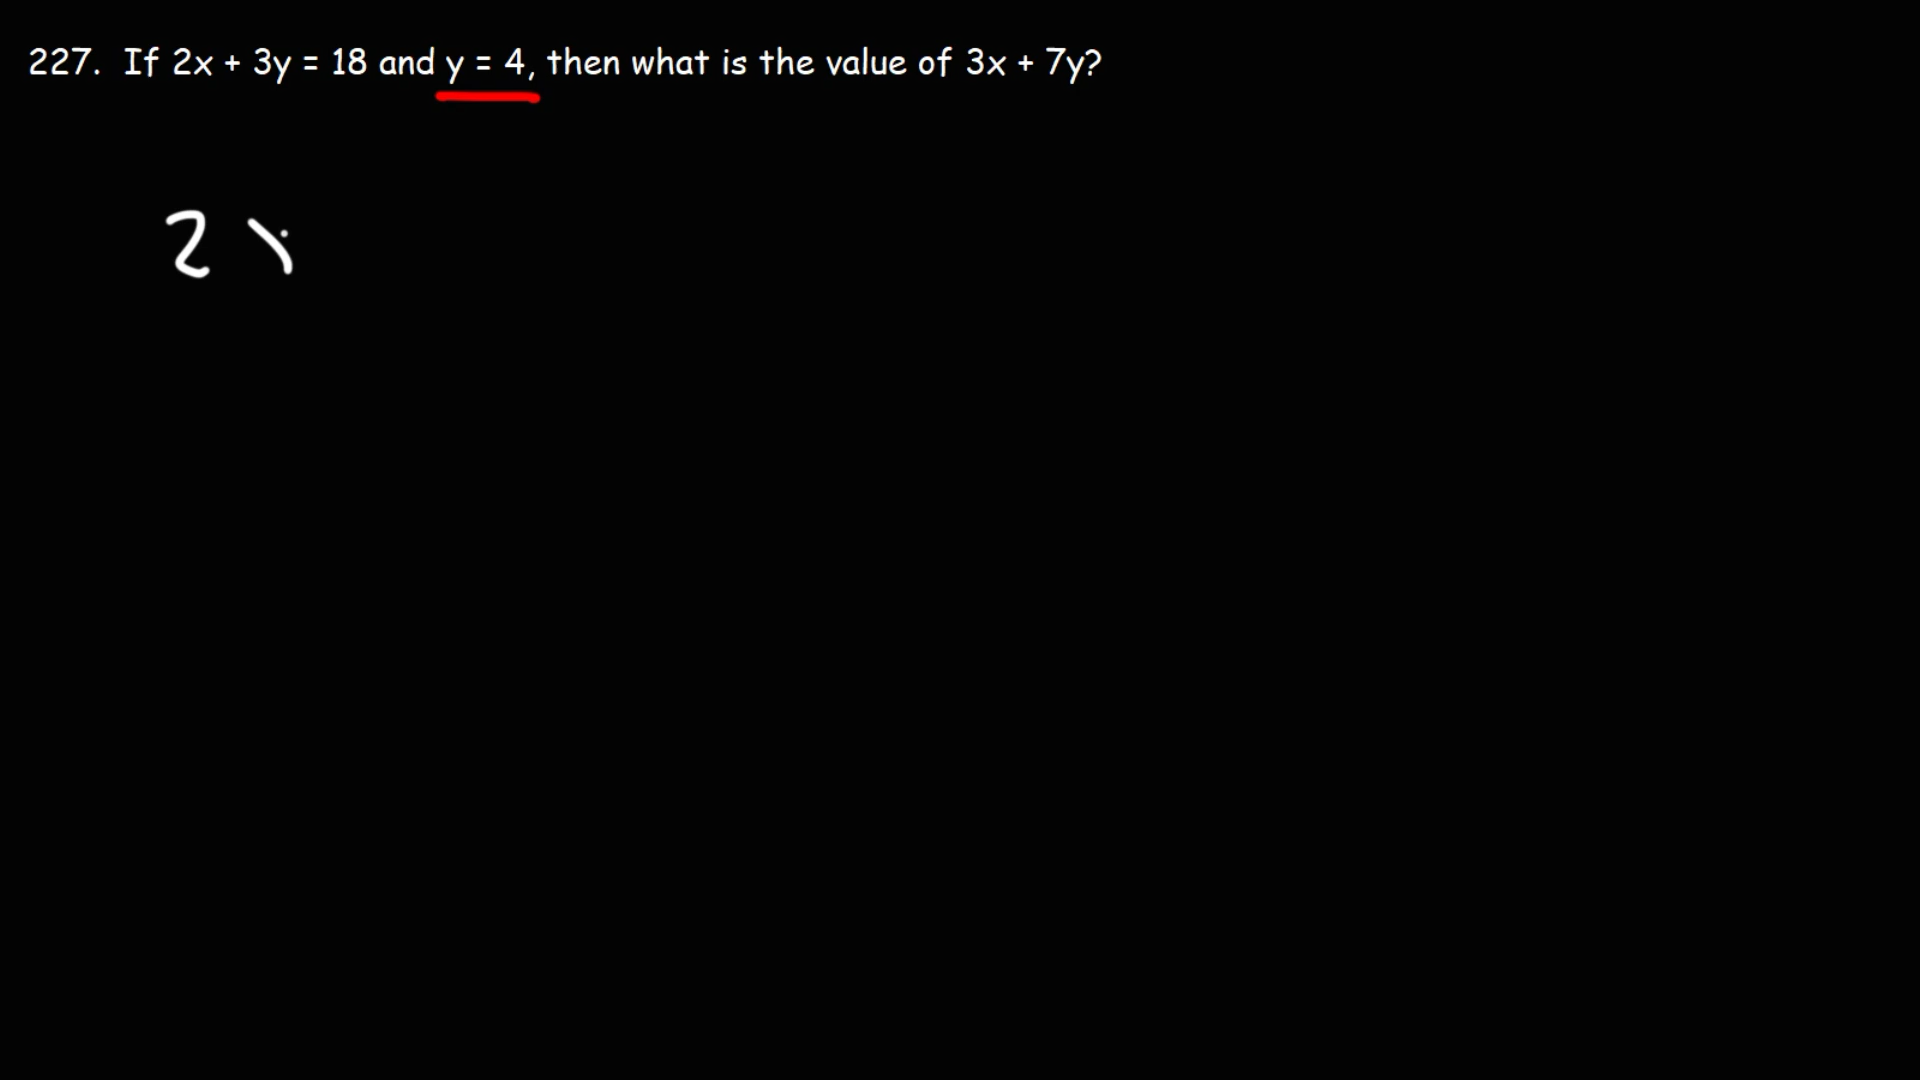 227. If 2x + 3y = 18 and y = 4, then what is the value of 3x + 7y?
2